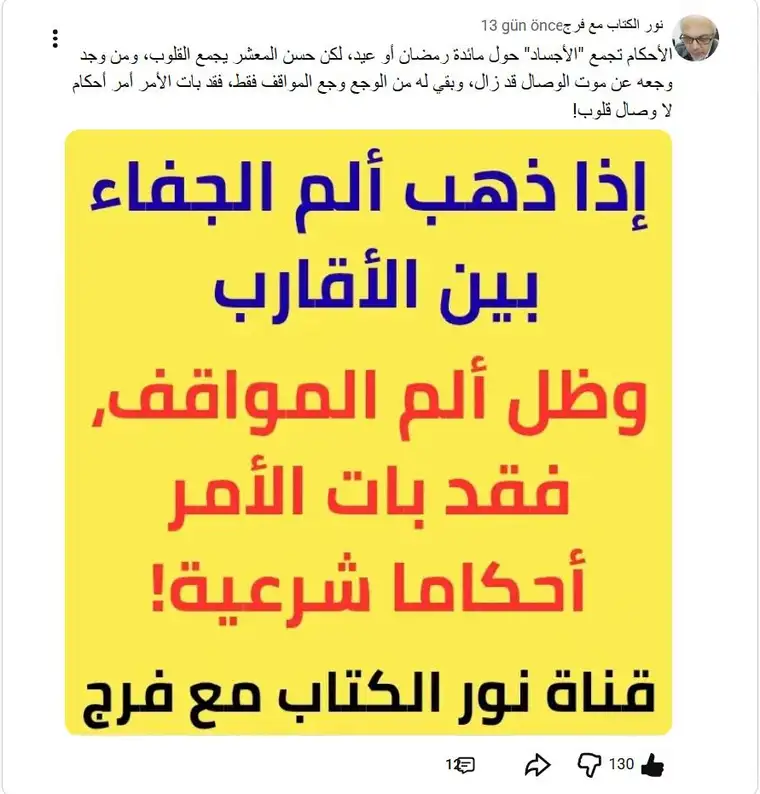 نور الكتاب مع فرج 13 gün önce
الأحكام تجمع "الأجساد" حول مائدة رمضان أو عيد، لكن حسن المعشر يجمع القلوب، ومن وجد
وجعه عن موت الوصال قد زال، وبقي له من الوجع وجع المواقف فقط، فقد بات الأمر أمر أحكام
لا وصال قلوب!
إذا ذهب ألم الجفاء
بين الأقارب
وظل ألم المواقف,
فقد بات الأمر
أحكاما شرعية!
قناة نور الكتاب مع فرج
130 12